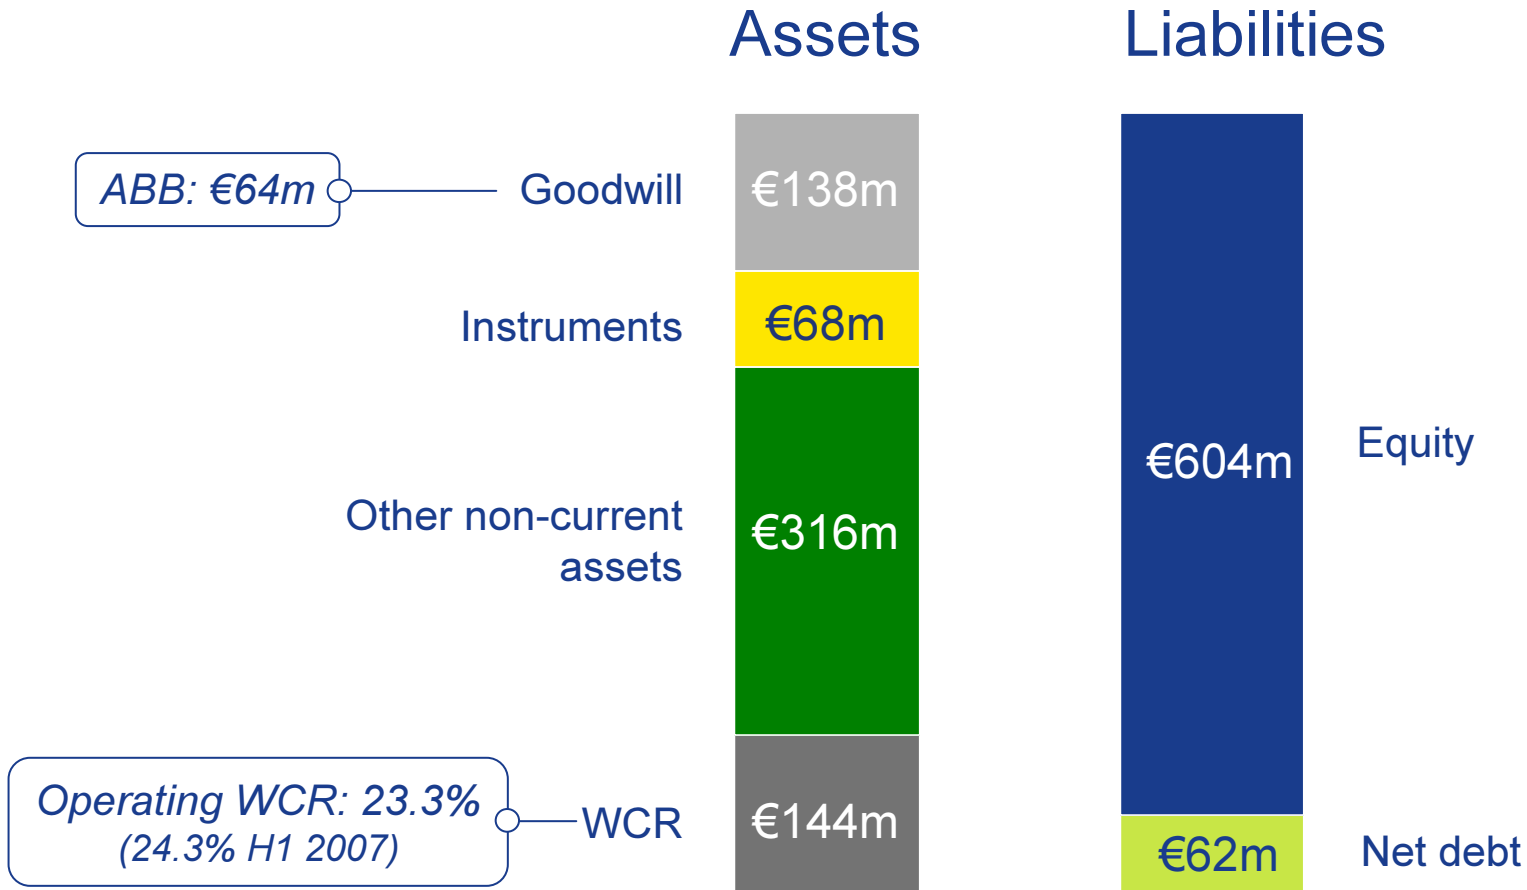 Assets
Liabilities
ABB: €64m
Goodwill
€138m
Instruments
€68m
Other non-current
assets
€316m
€604m
Equity
Operating WCR: 23.3%
(24.3% H1 2007)
WCR
€144m
€62m
Net debt